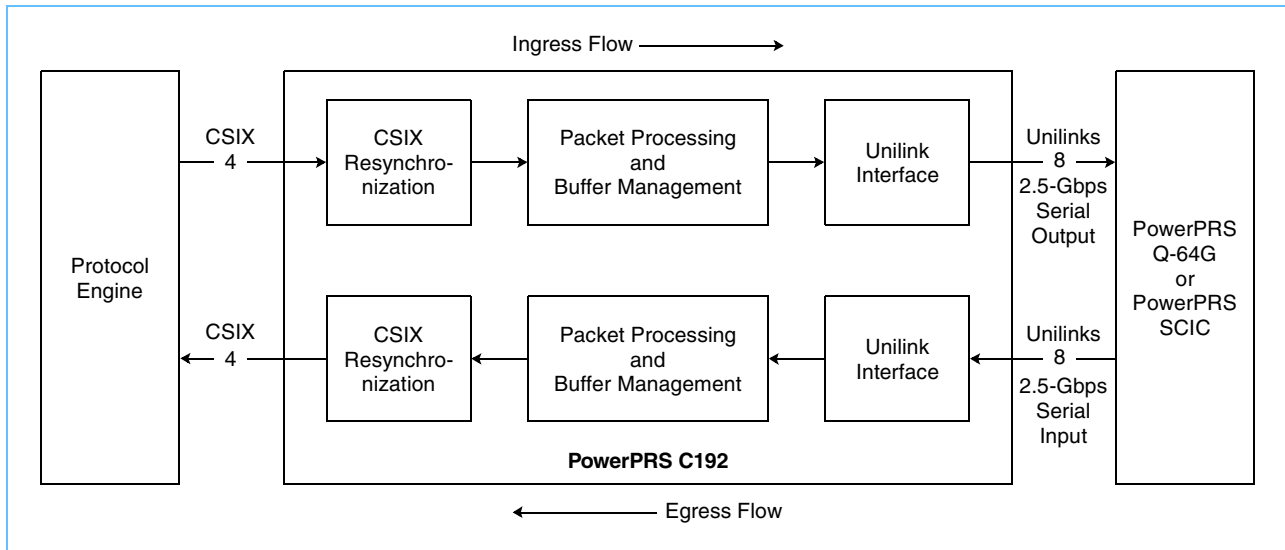 Ingress Flow
Protocol
Engine
CSIX
4
CSIX
Resynchro-
nization
Packet Processing
and
Buffer Management
Unilink
Interface
Unilinks
8
2.5-Gbps
Serial
Output
CSIX
4
CSIX
Resynchro-
nization
Packet Processing
and
Buffer Management
Unilink
Interface
Unilinks
8
2.5-Gbps
Serial
Input
PowerPRS
Q-64G
or
PowerPRS
SCIC
PowerPRS C192
Egress Flow